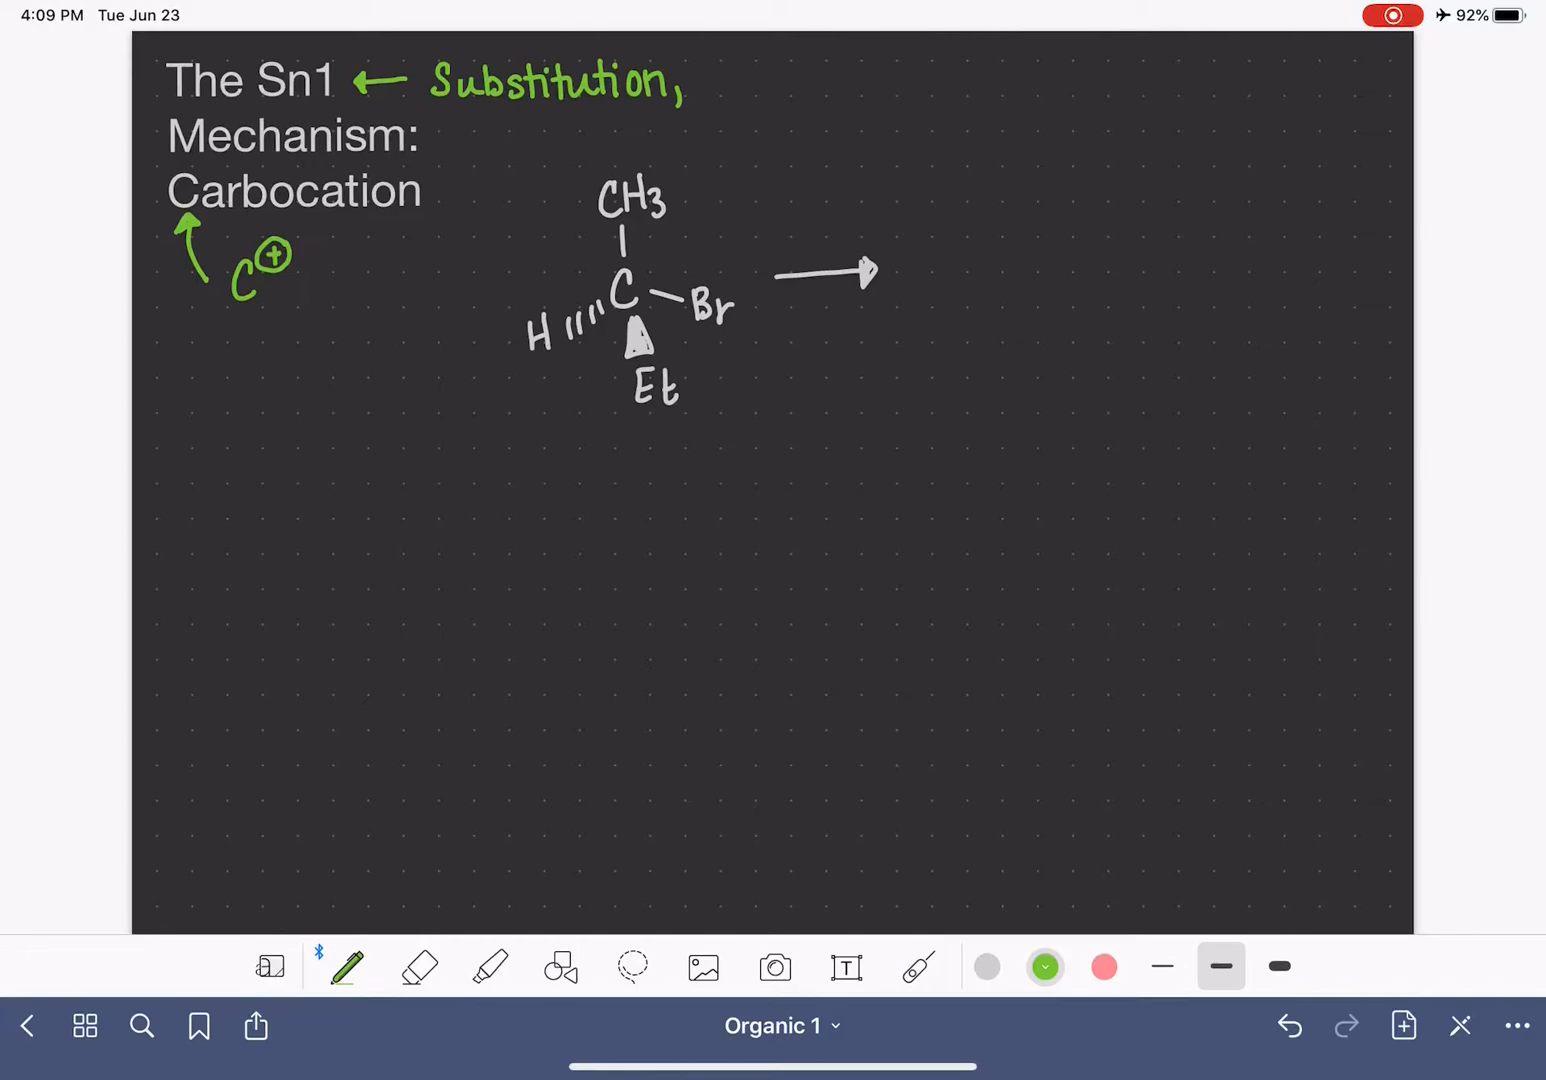 4:09 PM Tue Jun 23
92%
The Sn1 ← Substitution,
Mechanism:
Carbocation
C⊕
CH3
C
Br
H
Et
T
Organic 1